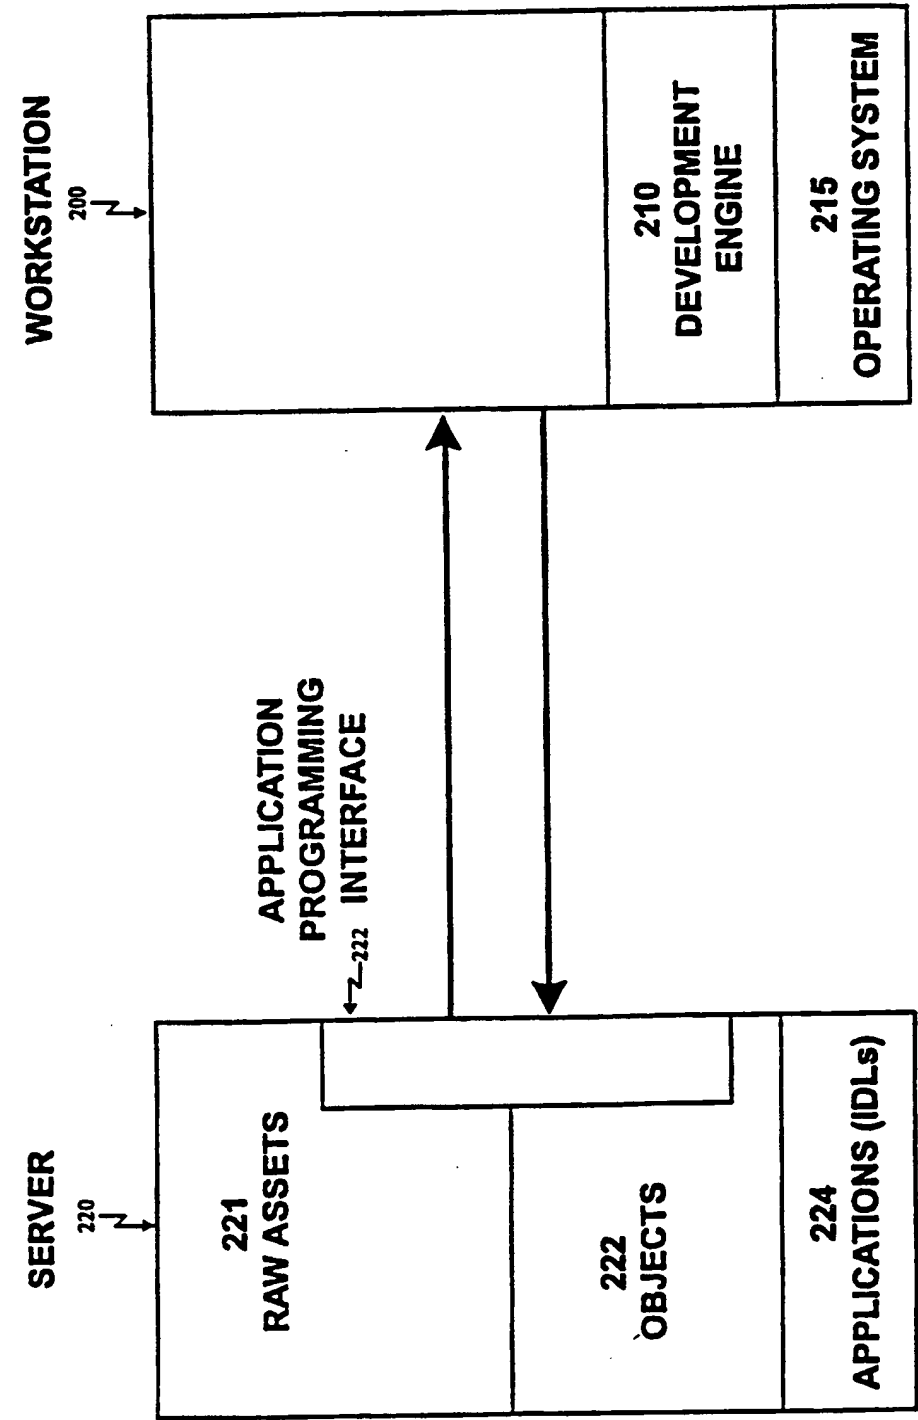 SERVER
220
221
RAW ASSETS
222
OBJECTS
224
APPLICATIONS (IDLs)
APPLICATION
PROGRAMMING
INTERFACE
222
WORKSTATION
200
210
DEVELOPMENT
ENGINE
215
OPERATING SYSTEM